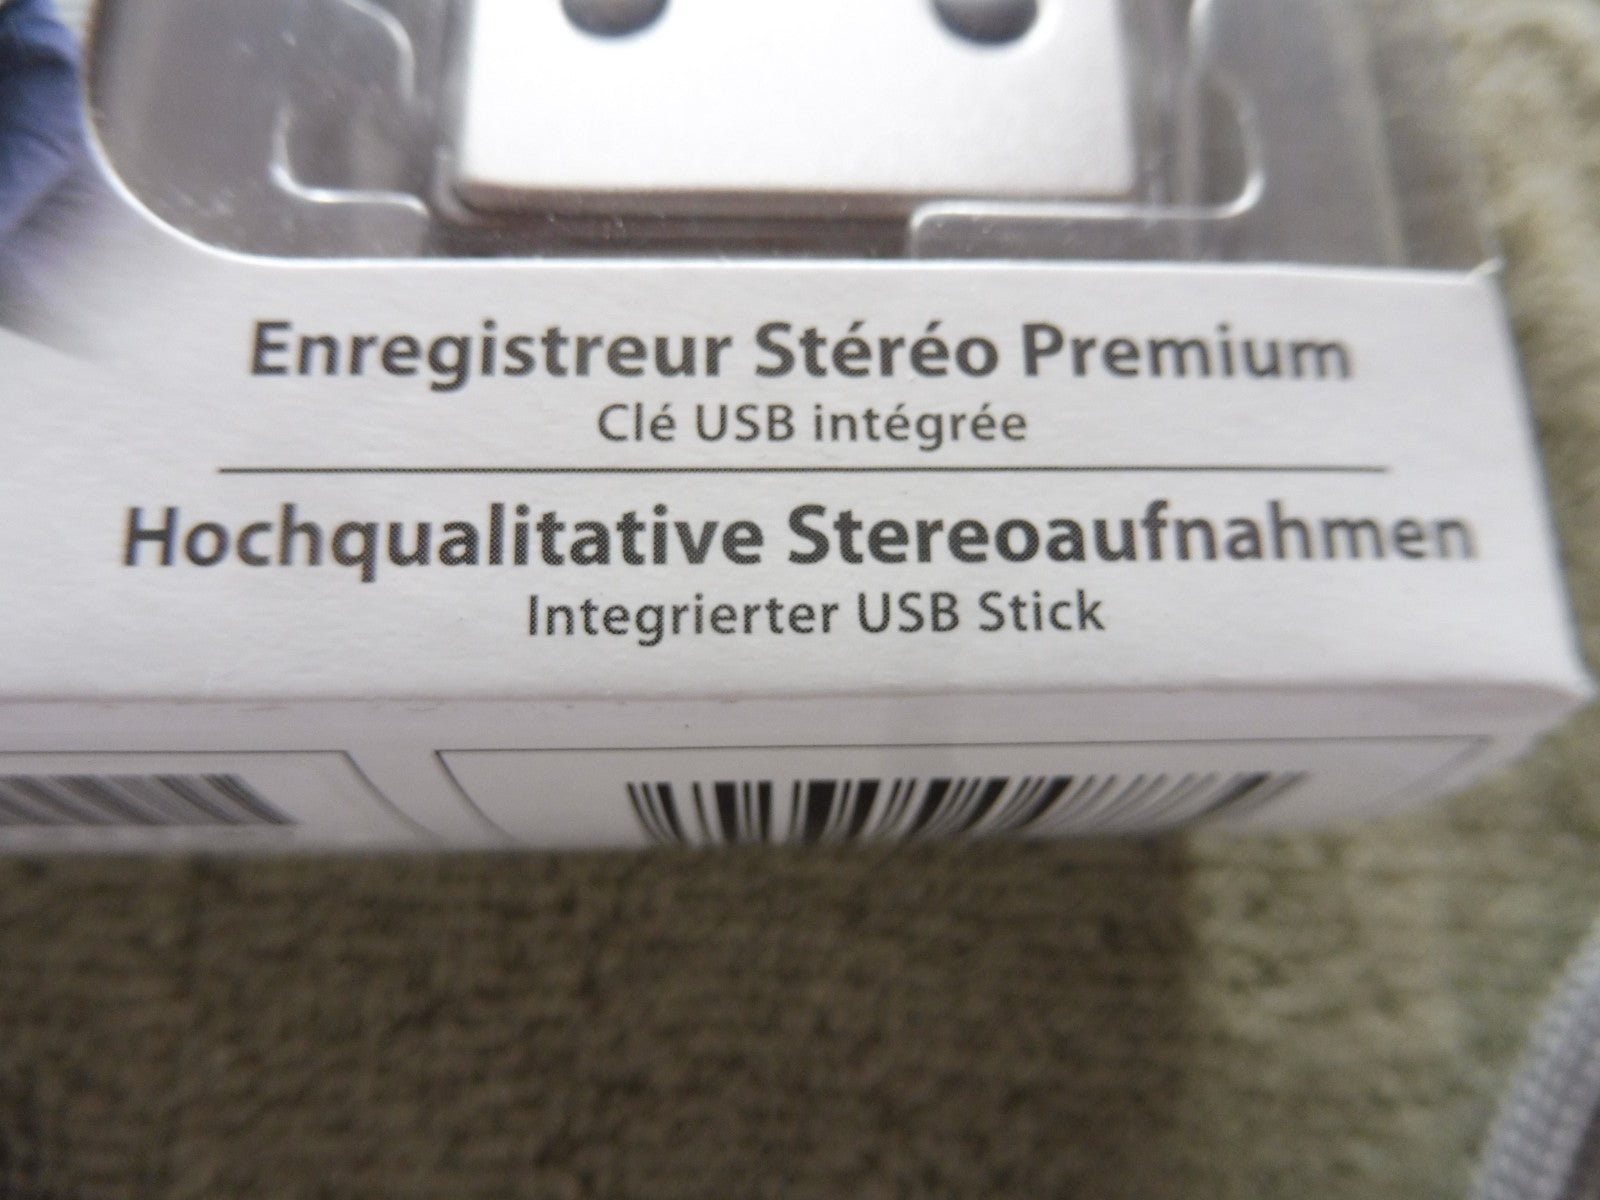 Enregistreur Stéréo Premium
Clé USB intégrée
Hochqualitative Stereoaufnahmen
Integrierter USB Stick